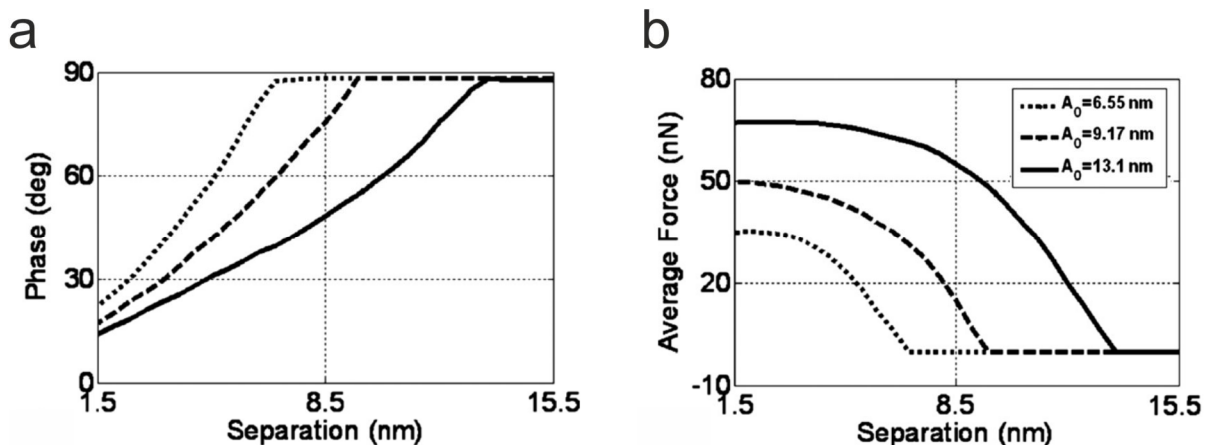 a
90
60
30
0
1.5
8.5
15.5
Phase (deg)
Separation (nm)
b
80
50
20
-10
1.5
8.5
15.5
Average Force (nN)
Separation (nm)
A₀=6.55 nm
A₀=9.17 nm
A₀=13.1 nm